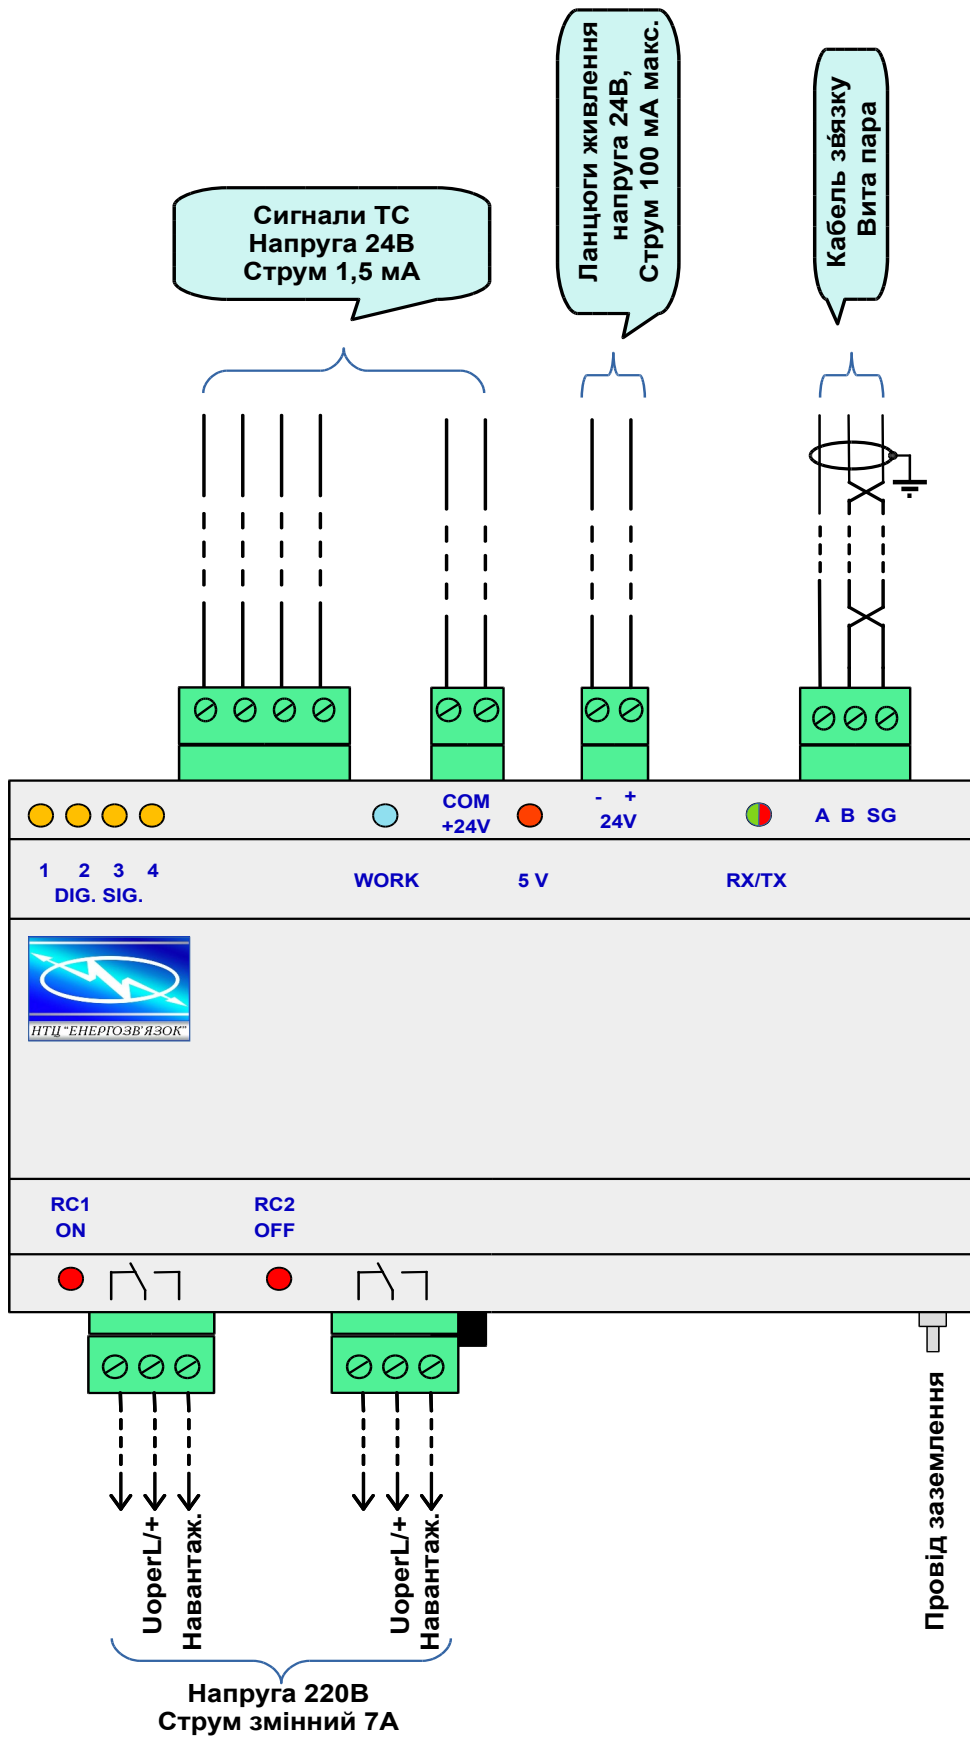 Сигнали ТС
Напруга 24В
Струм 1,5 мА
Ланцюги живлення
напруга 24В,
Струм 100 мА макс.
Кабель зв'язку
Вита пара
COM
+24V
- +
24V
A B SG
1 2 3 4
DIG. SIG.
WORK
5 V
RX/TX
НТЦ "ЕНЕРГОЗВ'ЯЗОК"
RC1
ON
RC2
OFF
UoperL/+
Навантаж.
UoperL/+
Навантаж.
Провід заземлення
Напруга 220В
Струм змінний 7А